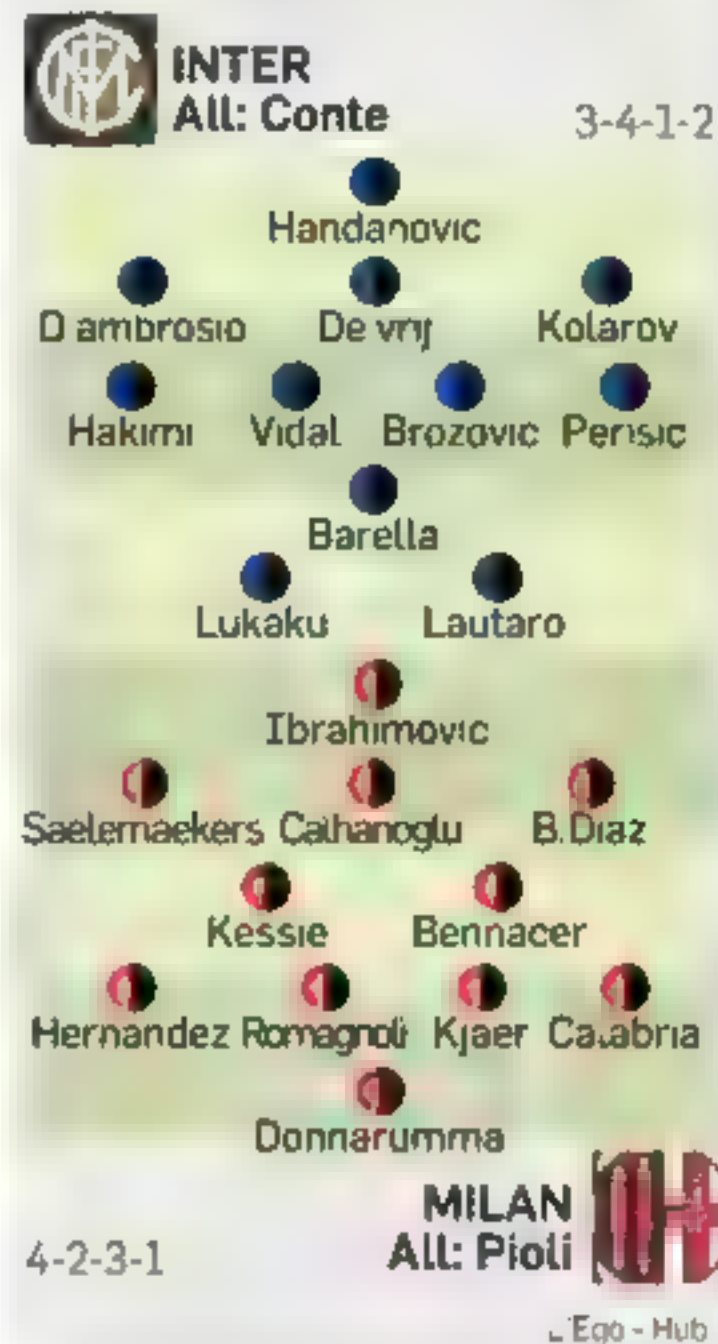 INTER
All: Conte
3-4-1-2
Handanovic
D ambrosio De vrij Kolarov
Hakimi Vidal Brozovic Perisic
Barella
Lukaku Lautaro
Ibrahimovic
Saelemaekers Calhanoglu B.Diaz
Kessie Bennacer
Hernandez Romagnoli Kjaer Calabria
Donnarumma
MILAN
4-2-3-1 All: Pioli
L'Ego - Hub